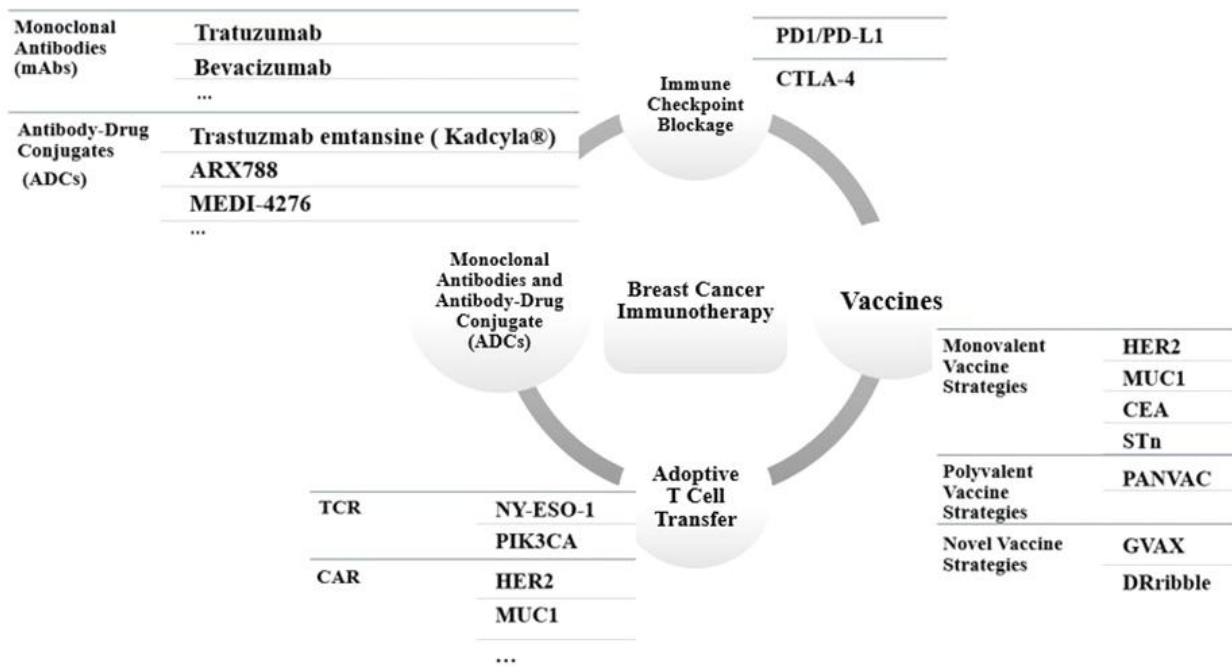 Monoclonal
Antibodies
(mAbs)
Tratuzumab
Bevacizumab
...
Antibody-Drug
Conjugates
(ADCs)
Trastuzmab emtansine ( Kadcyla®)
ARX788
MEDI-4276
...
Immune
Checkpoint
Blockage
PD1/PD-L1
CTLA-4
Monoclonal
Antibodies and
Antibody-Drug
Conjugate
(ADCs)
Breast Cancer
Immunotherapy
Vaccines
Monovalent
Vaccine
Strategies
HER2
MUC1
CEA
STn
Polyvalent
Vaccine
Strategies
PANVAC
Novel Vaccine
Strategies
GVAX
DRribble
Adoptive
T Cell
Transfer
TCR
NY-ESO-1
PIK3CA
CAR
HER2
MUC1
...